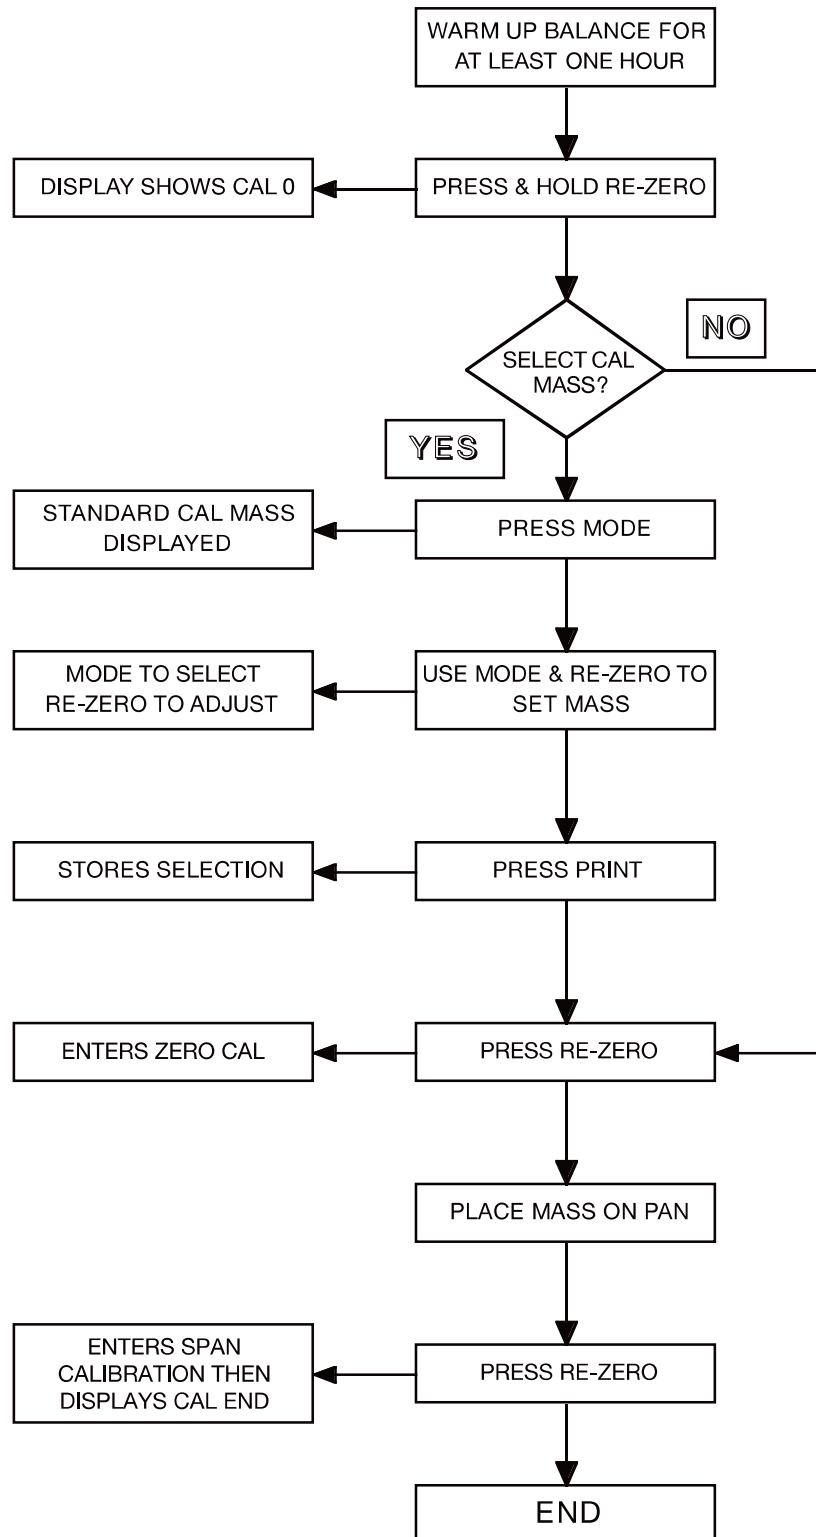 WARM UP BALANCE FOR
AT LEAST ONE HOUR
DISPLAY SHOWS CAL 0
PRESS & HOLD RE-ZERO
SELECT CAL
MASS?
NO
YES
STANDARD CAL MASS
DISPLAYED
PRESS MODE
MODE TO SELECT
RE-ZERO TO ADJUST
USE MODE & RE-ZERO TO
SET MASS
STORES SELECTION
PRESS PRINT
ENTERS ZERO CAL
PRESS RE-ZERO
PLACE MASS ON PAN
ENTERS SPAN
CALIBRATION THEN
DISPLAYS CAL END
PRESS RE-ZERO
END